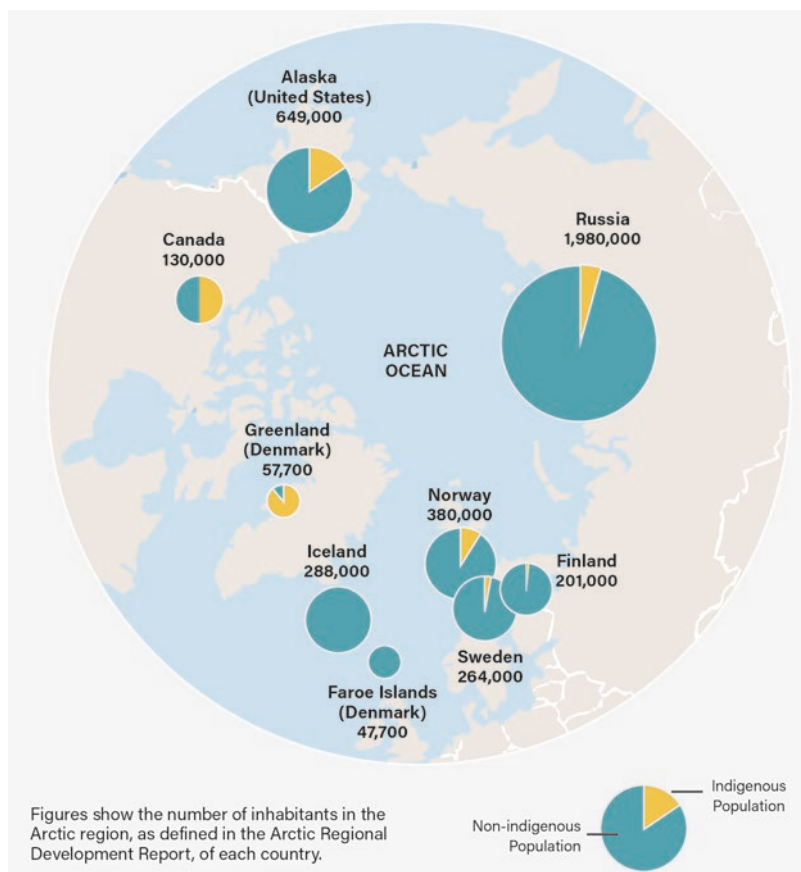 Alaska
(United States)
649,000
Russia
1,980,000
Canada
130,000
ARCTIC
OCEAN
Greenland
(Denmark)
57,700
Norway
380,000
Iceland
288,000
Finland
201,000
Sweden
264,000
Faroe Islands
(Denmark)
47,700
Indigenous
Population
Non-indigenous
Population
Figures show the number of inhabitants in the
Arctic region, as defined in the Arctic Regional
Development Report, of each country.